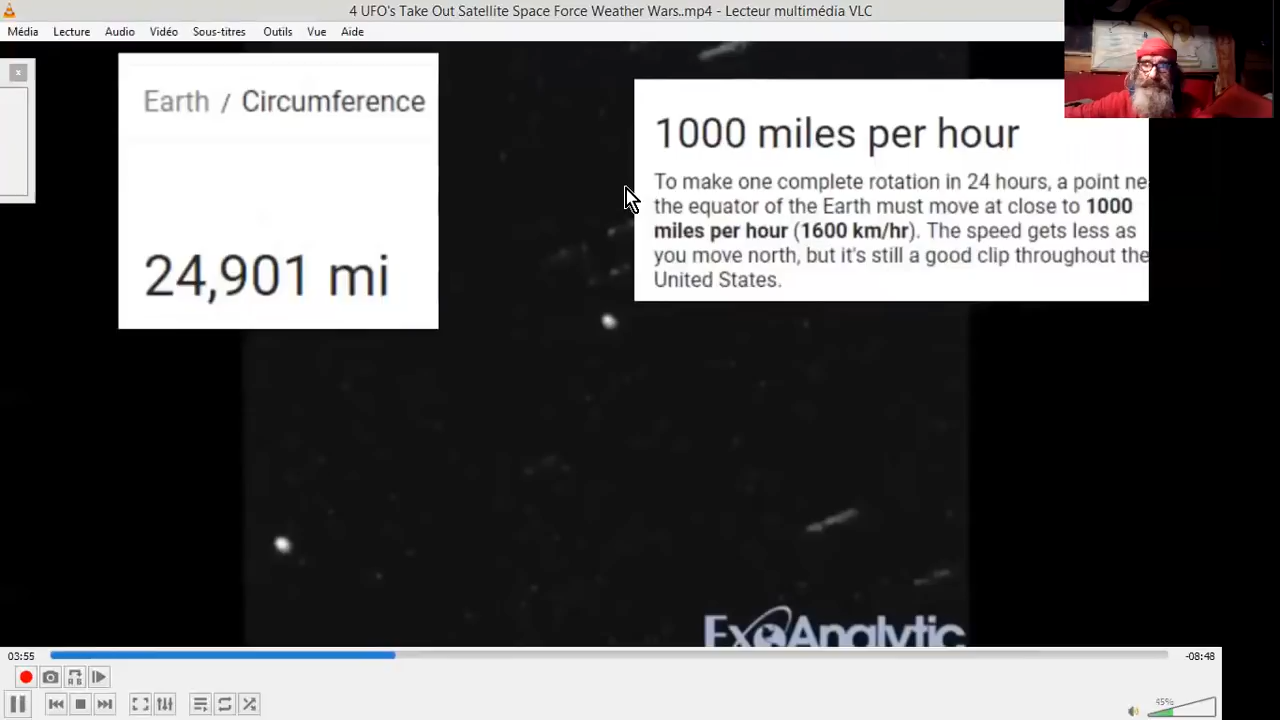 4 UFO's Take Out Satellite Space Force Weather Wars..mp4 - Lecteur multimédia VLC
Média Lecture Audio Vidéo Sous-titres Outils Vue Aide
x
Earth / Circumference
24,901 mi
1000 miles per hour
To make one complete rotation in 24 hours, a point ne
the equator of the Earth must move at close to 1000
miles per hour (1600 km/hr). The speed gets less as
you move north, but it's still a good clip throughout the
United States.
ExoAnalytic
03:55
-08:48
45%